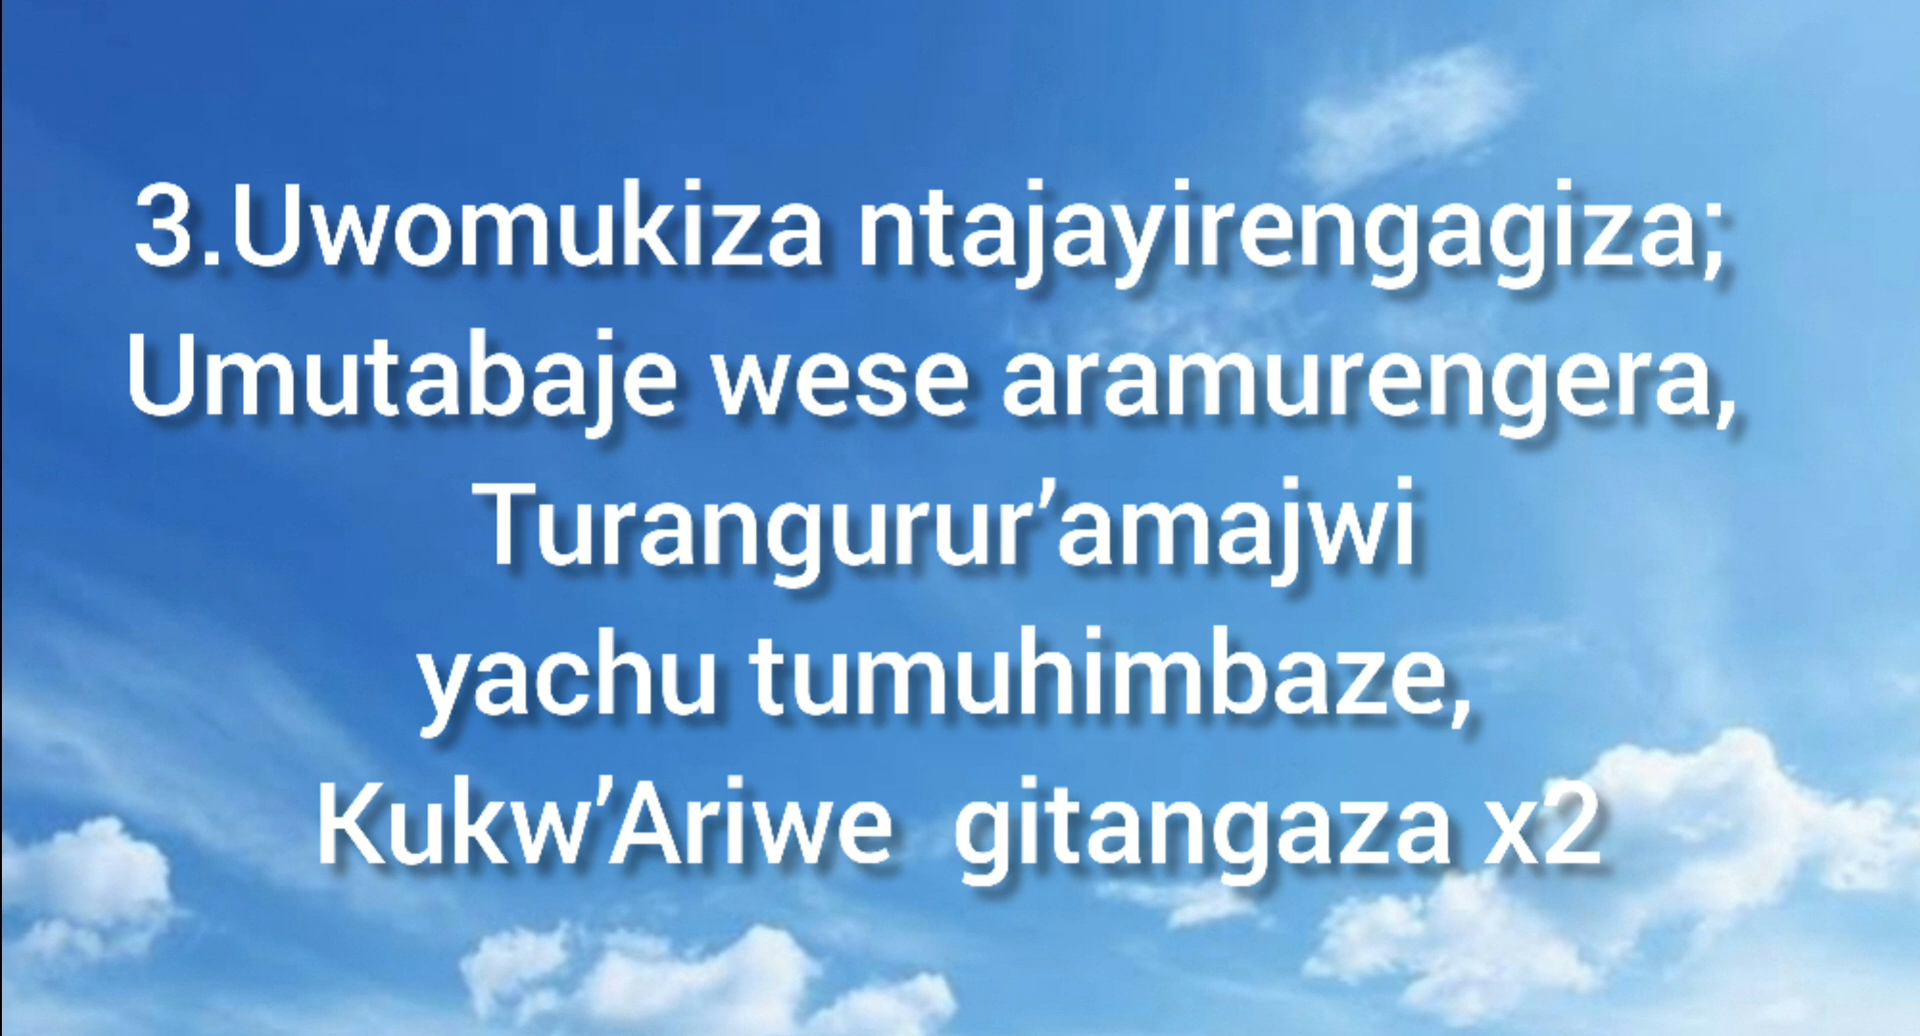 3.Uwomukiza ntajayirengagiza;
Umutabaje wese aramurengera,
Turangurur’amajwi
yachu tumuhimbaze,
Kukw’Ariwe  gitangaza x2